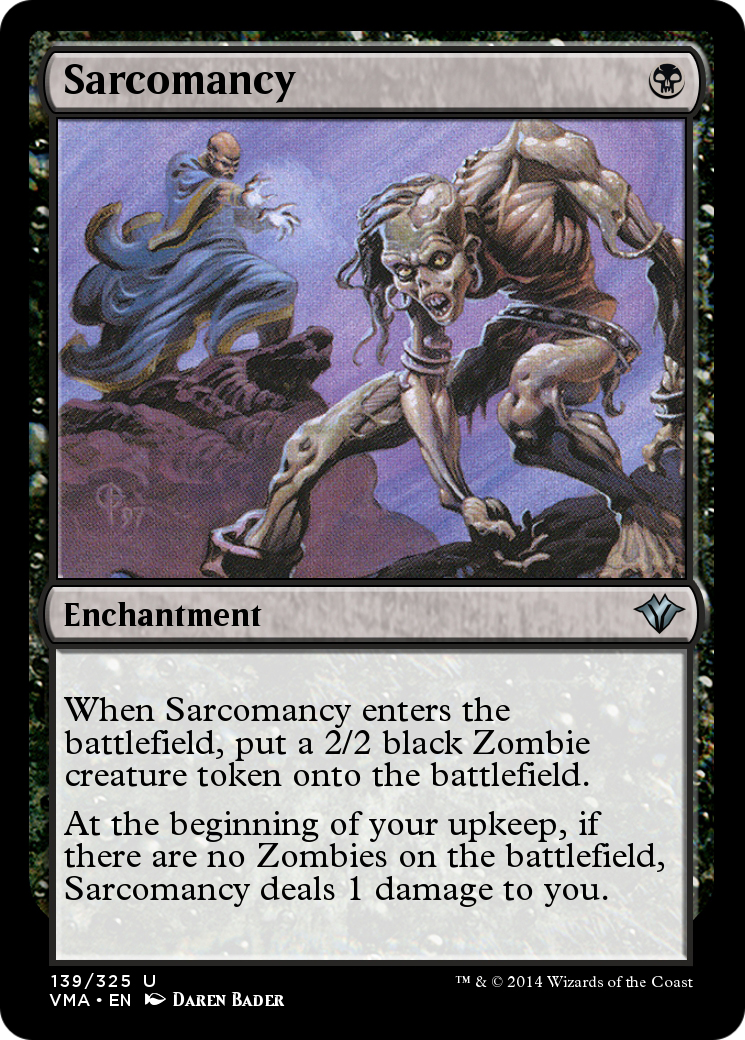 Sarcomancy
97
Enchantment
When Sarcomancy enters the
battlefield, put a 2/2 black Zombie
creature token onto the battlefield.
At the beginning of your upkeep, if
there are no Zombies on the battlefield,
Sarcomancy deals 1 damage to you.
139/325 U
™ & © 2014 Wizards of the Coast
VMA • EN Daren Bader